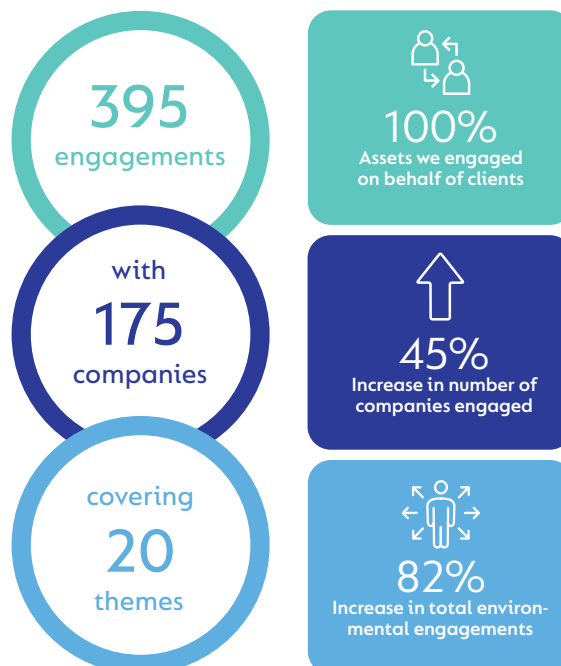 395
engagements
with
175
companies
covering
20
themes
100%
Assets we engaged
on behalf of clients
45%
Increase in number of
companies engaged
82%
Increase in total environ-
mental engagements